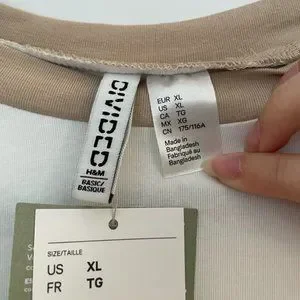 DIVIDED
H&M
BASIC/
BASIQUE
EUR XL
US XL
CA TG
MX XG
CN 175/116A
Made in
Bangladesh
Fabriqué au
Bangladesh
SIZE/TAILLE
US XL
FR TG